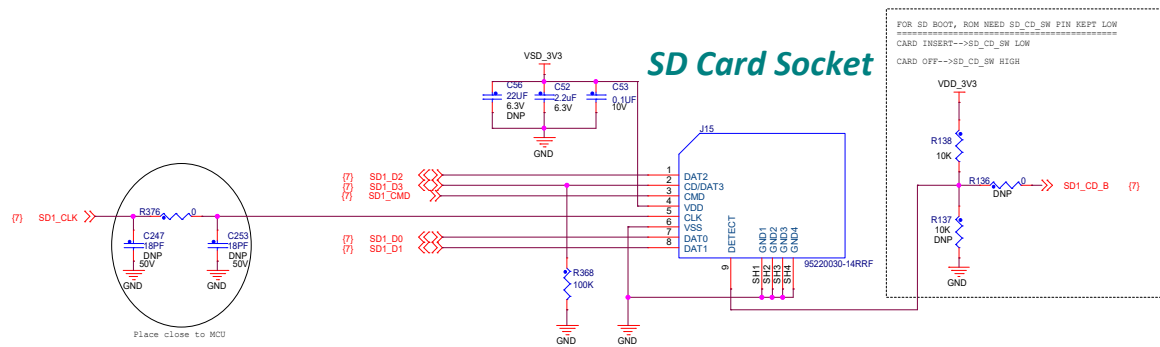 SD Card Socket
FOR SD BOOT, ROM NEED SD_CD_SW PIN KEPT LOW
=========================================
CARD INSERT-->SD_CD_SW LOW
CARD OFF-->SD_CD_SW HIGH
VSD_3V3
C56
22UF
6.3V
DNP
C52
2.2uF
6.3V
C53
0.1UF
10V
GND
VDD_3V3
R138
10K
R136
0
DNP
SD1_CD_B
{7}
R137
10K
DNP
GND
J15
{7} SD1_D2
{7} SD1_D3
{7} SD1_CMD
{7} SD1_CLK
{7} SD1_D0
{7} SD1_D1
1 DAT2
2 CD/DAT3
3 CMD
4 VDD
5 CLK
6 VSS
7 DAT0
8 DAT1
9 DETECT
SH1 GND1
SH2 GND2
SH3 GND3
SH4 GND4
95220030-14RRF
R376
0
C247
18PF
DNP
50V
GND
C253
18PF
DNP
50V
GND
Place close to MCU
R368
100K
GND
GND